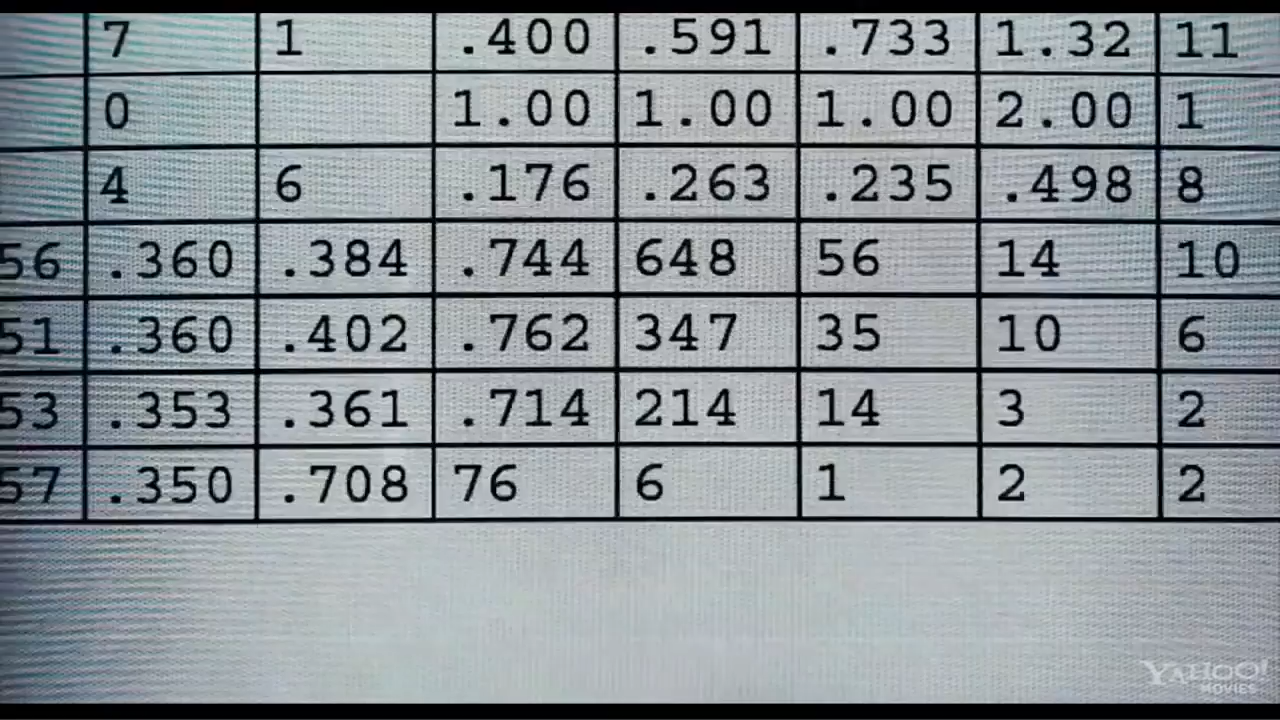 7 1 .400 .591 .733 1.32 11
0 1.00 1.00 1.00 2.00 1
4 6 .176 .263 .235 .498 8
56 .360 .384 .744 648 56 14 10
51 .360 .402 .762 347 35 10 6
53 .353 .361 .714 214 14 3 2
57 .350 .708 76 6 1 2 2
YAHOO!
MOVIES